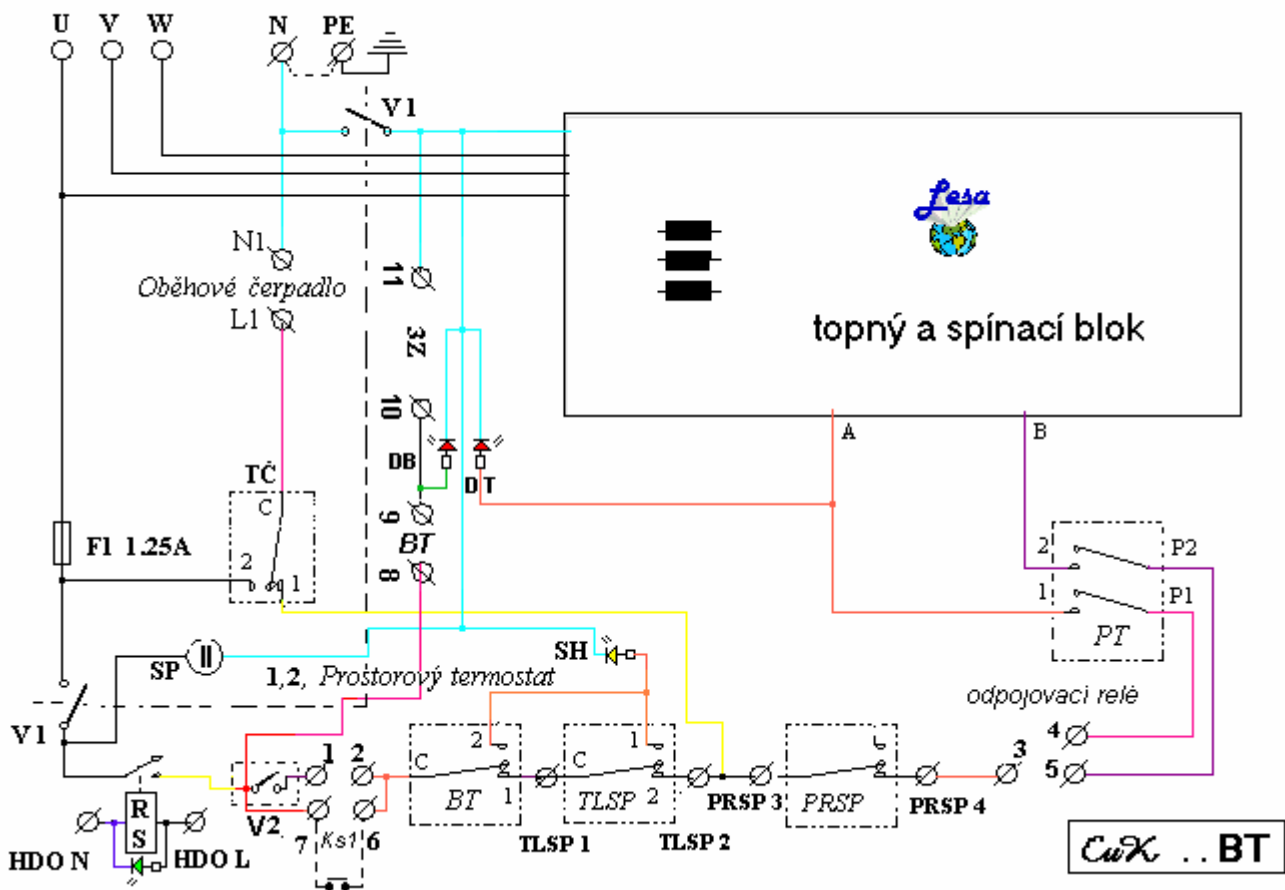 U V W N PE
V1
Lesa
N1
Oběhové čerpadlo
L1
11
3Z
10
topný a spínací blok
A B
DB
DT
TČ
C
9
BT
8
F1 1.25A
2
1
2 P2
1 P1
PT
SP
SH
1,2, Prostorový termostat
odpojovací relé
V1
4
1 2 2 1 3
5
C C
BT 1 TLSP 2 PRSP 3 PRSP PRSP 4
R
S
V2
7 Ks1 6
TLSP 1 TLSP 2
HDO N HDO L
CuK .. BT